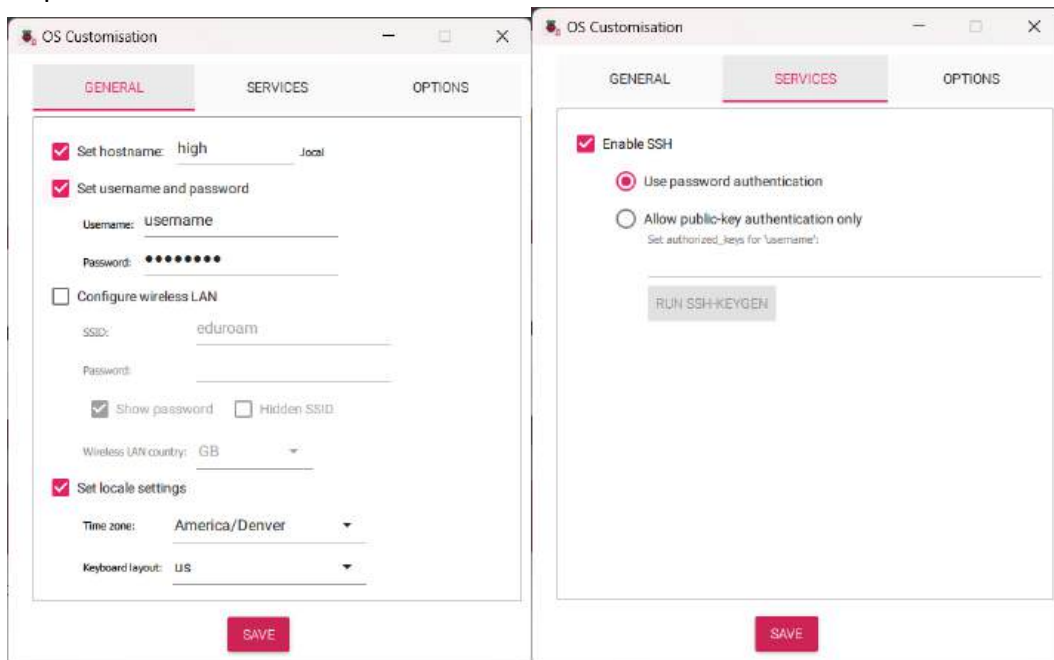 OS Customisation
GENERAL SERVICES OPTIONS
Set hostname: high .local
Set username and password
Username: username
Password: ••••••••
Configure wireless LAN
SSID: eduroam
Password:
Show password Hidden SSID
Wireless LAN country: GB
Set locale settings
Time zone: America/Denver
Keyboard layout: us
SAVE
OS Customisation
GENERAL SERVICES OPTIONS
Enable SSH
Use password authentication
Allow public-key authentication only
Set authorized_keys for 'username':
RUN SSH-KEYGEN
SAVE